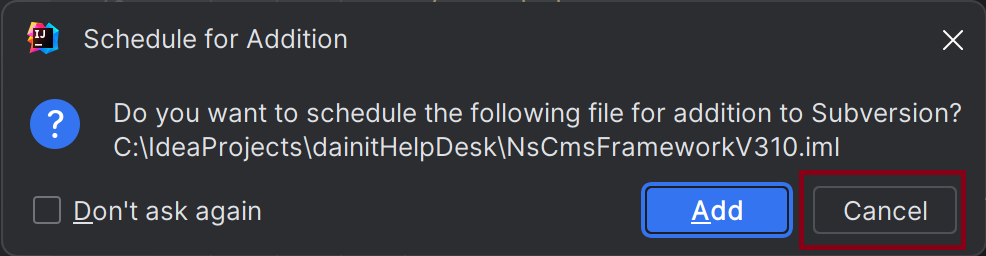 IJ
Schedule for Addition
Do you want to schedule the following file for addition to Subversion?
C:\IdeaProjects\dainitHelpDesk\NsCmsFrameworkV310.iml
Don't ask again
Add
Cancel